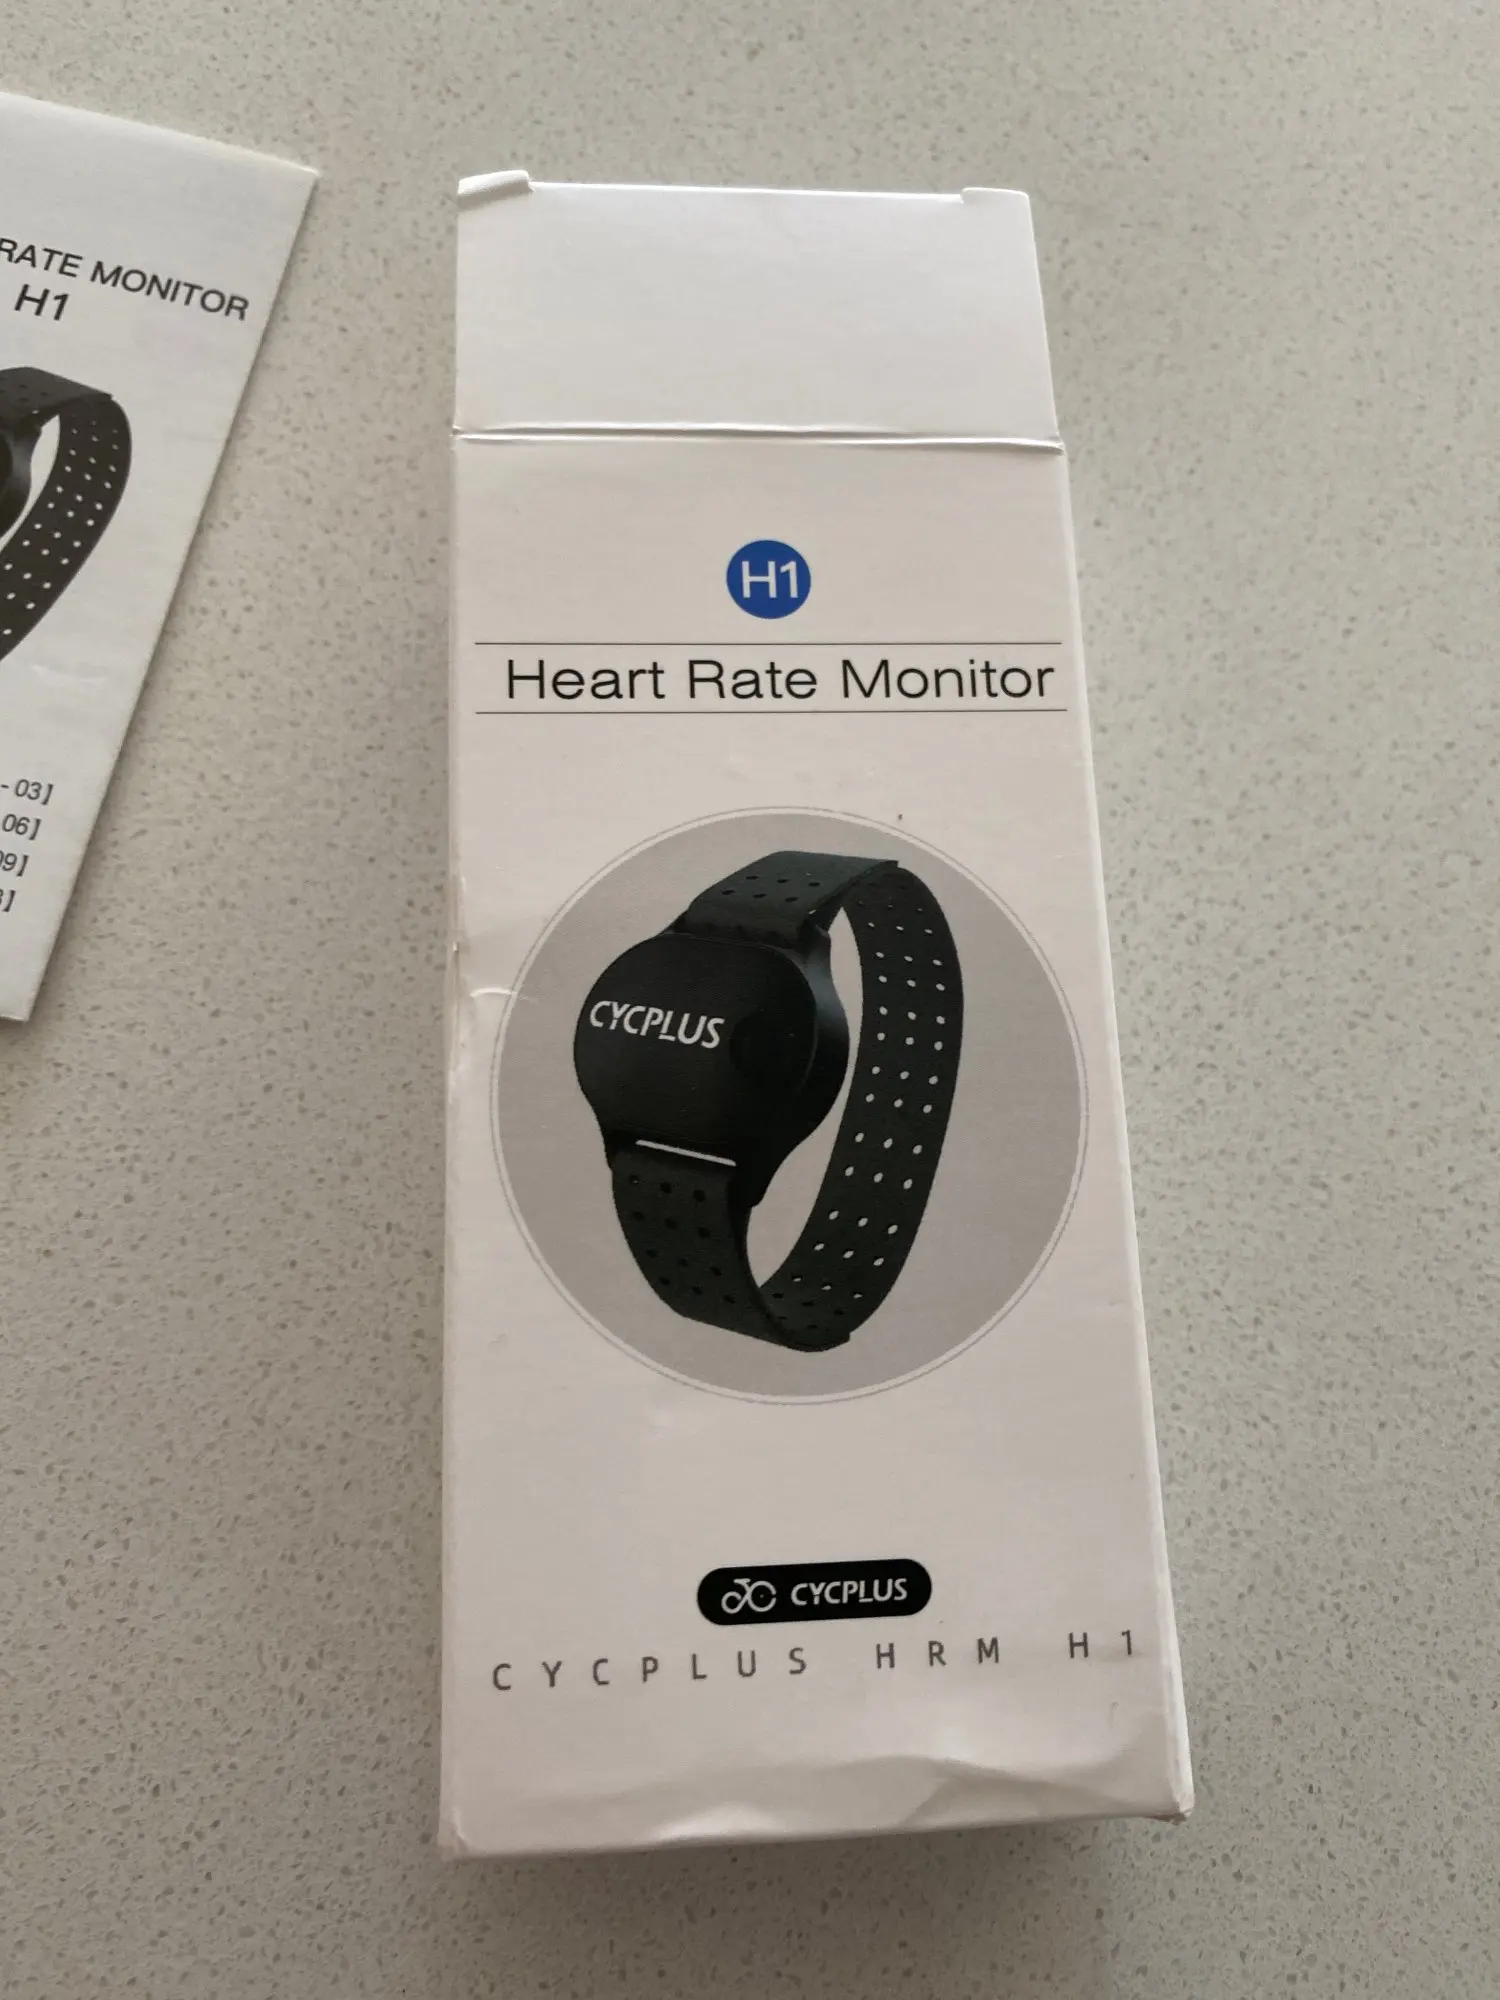 RATE MONITOR
H1
- 03】
06】
09】
H1
Heart Rate Monitor
CYCPLUS
CYCPLUS
CYCPLUS HRM H1